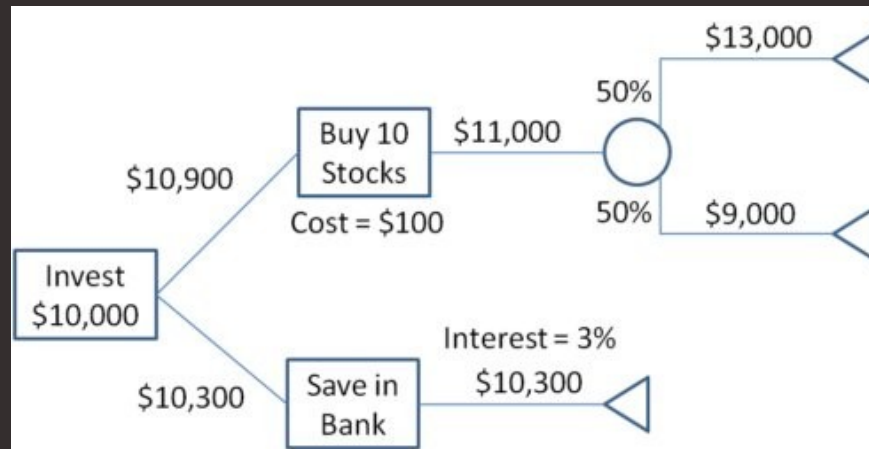 $13,000
50%
Buy 10
Stocks
$11,000
$10,900
Cost = $100
50%
$9,000
Invest
$10,000
Interest = 3%
$10,300
Save in
Bank
$10,300